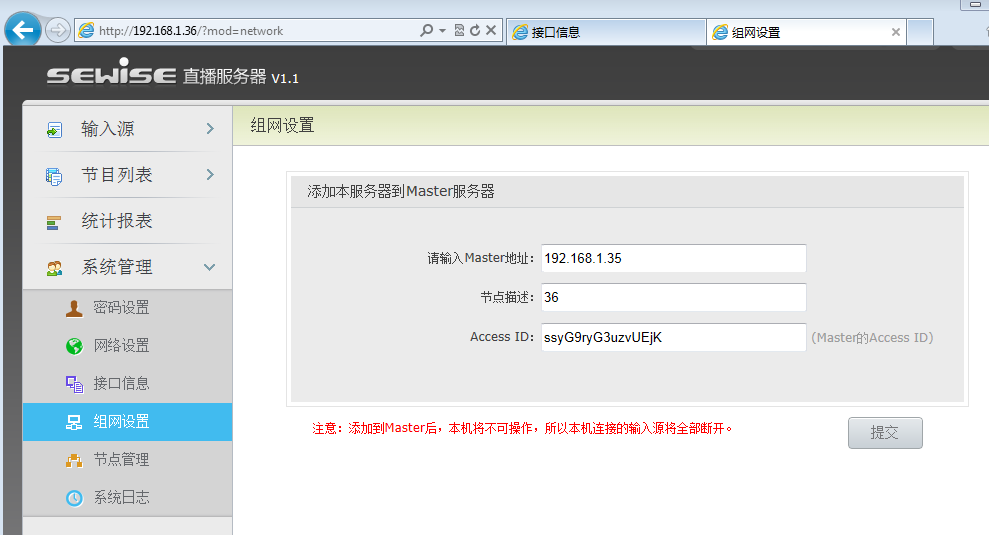 http://192.168.1.36/?mod=network
接口信息
组网设置
SEWISE 直播服务器 V1.1
输入源
节目列表
统计报表
系统管理
密码设置
网络设置
接口信息
组网设置
节点管理
系统日志
组网设置
添加本服务器到Master服务器
请输入Master地址: 192.168.1.35
节点描述: 36
Access ID: ssyG9ryG3uzvUEjK (Master的Access ID)
注意：添加到Master后，本机将不可操作，所以本机连接的输入源将全部断开。
提交